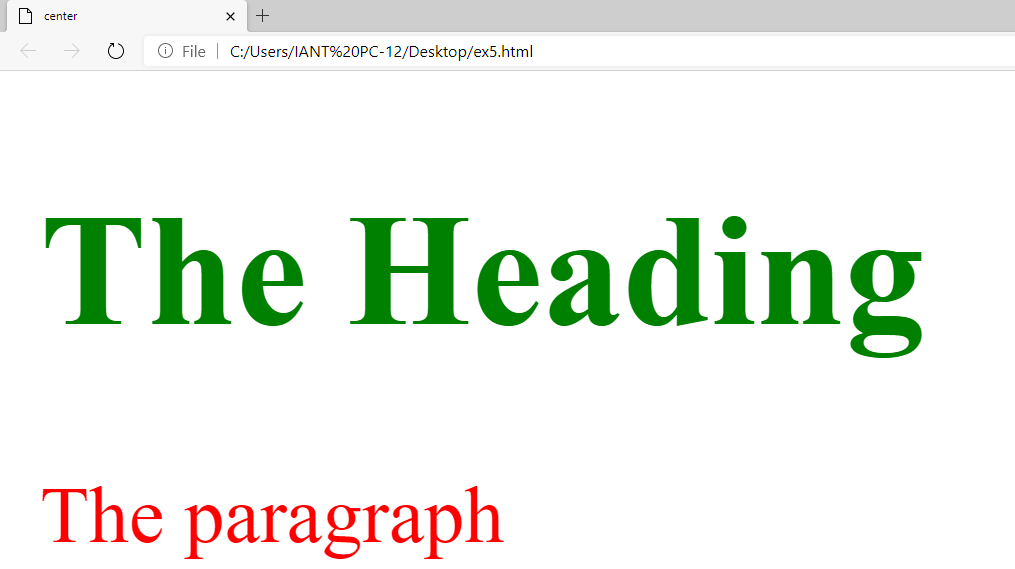 center
File C:/Users/IANT%20PC-12/Desktop/ex5.html
The Heading
The paragraph